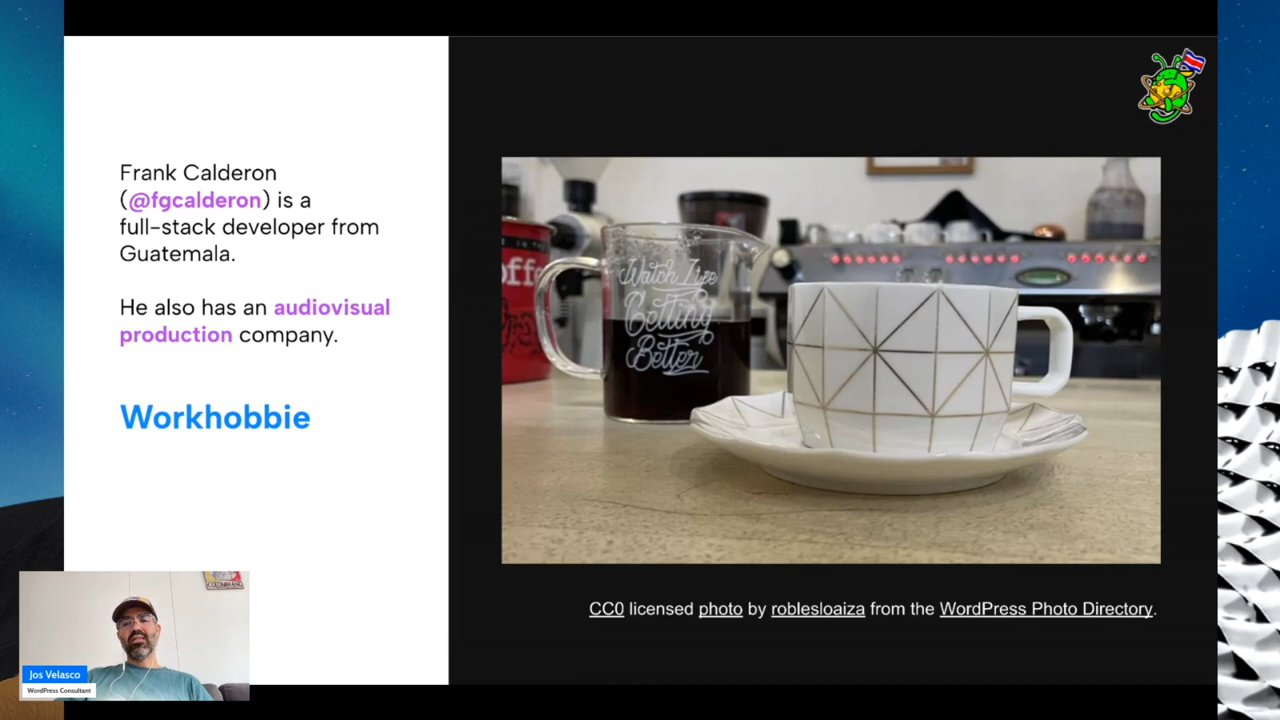 Frank Calderon
(@fgcalderon) is a
full-stack developer from
Guatemala.
He also has an audiovisual
production company.
Workhobbie
offe
Watch Life
Getting
Better
CC0 licensed photo by roblesloaiza from the WordPress Photo Directory.
Jos Velasco
WordPress Consultant